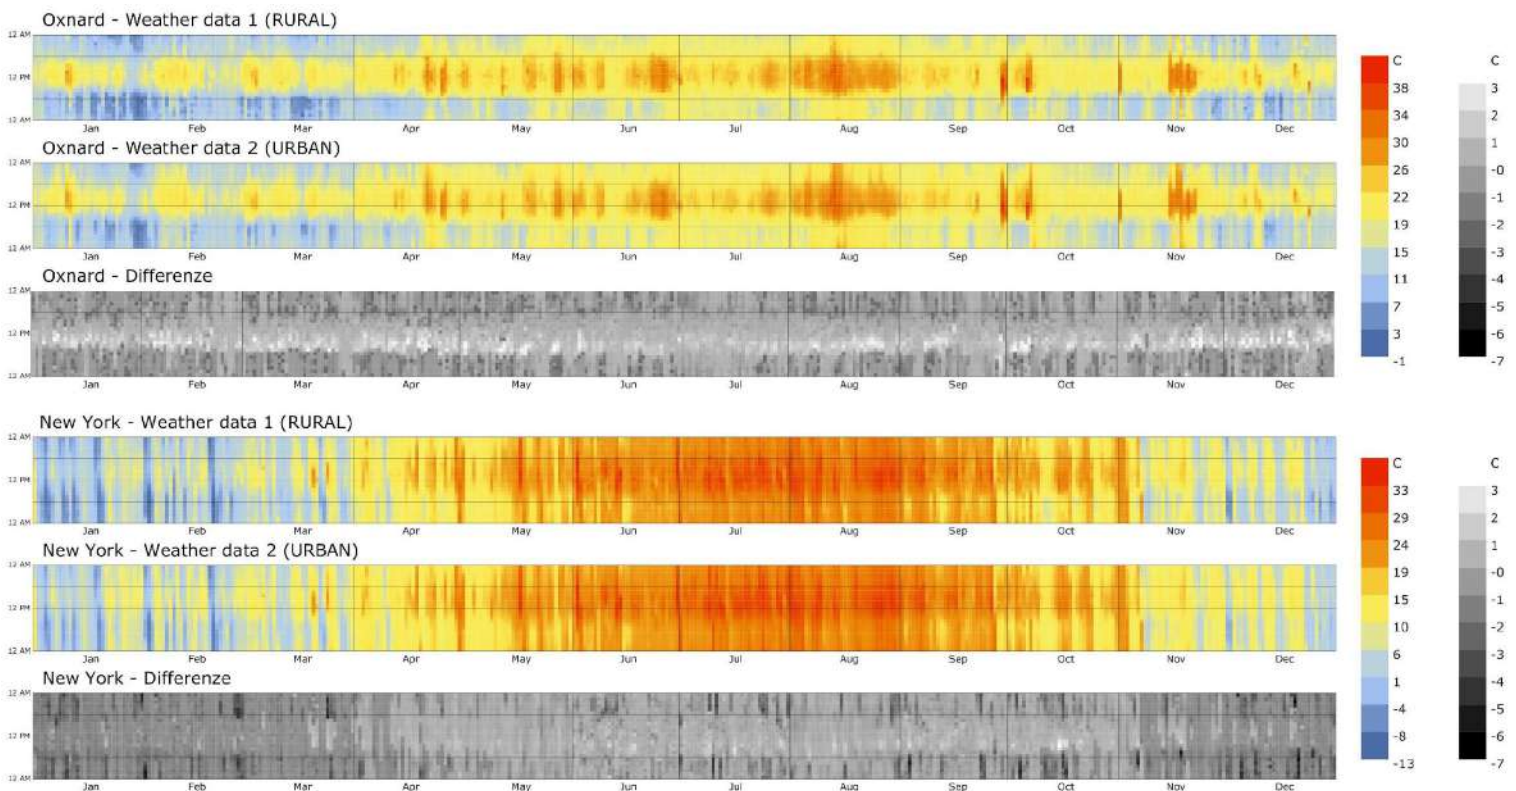 Oxnard - Weather data 1 (RURAL)
12 AM
12 PM
12 AM
Jan Feb Mar Apr May Jun Jul Aug Sep Oct Nov Dec
Oxnard - Weather data 2 (URBAN)
12 AM
12 PM
11 AM
Jan Feb Mar Apr May Jun Jul Aug Sep Oct Nov Dec
Oxnard - Differenze
12 AM
12 PM
12 AM
Jan Feb Mar Apr May Jun Jul Aug Sep Oct Nov Dec
C
38
34
30
26
22
19
15
11
7
3
-1
C
3
2
1
-0
-1
-2
-3
-4
-5
-6
-7
New York - Weather data 1 (RURAL)
12 AM
12 PM
12 AM
Jan Feb Mar Apr May Jun Jul Aug Sep Oct Nov Dec
New York - Weather data 2 (URBAN)
12 AM
12 PM
12 AM
Jan Feb Mar Apr May Jun Jul Aug Sep Oct Nov Dec
New York - Differenze
12 AM
12 PM
12 AM
Jan Feb Mar Apr May Jun Jul Aug Sep Oct Nov Dec
C
33
29
24
19
15
10
6
1
-4
-8
-13
C
3
2
1
-0
-1
-2
-3
-4
-5
-6
-7